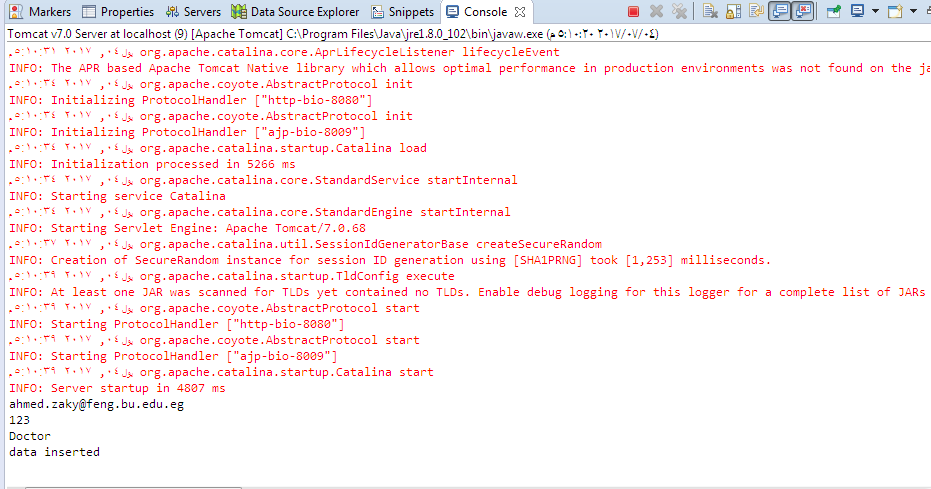 Markers Properties Servers Data Source Explorer Snippets Console
Tomcat v7.0 Server at localhost (9) [Apache Tomcat] C:\Program Files\Java\jre1.8.0_102\bin\javaw.exe (٠٤/٠٧/٢٠١٧ ٥:١٠:٢٠ م)
يول ٠٤, ٢٠١٧ ٥:١٠:٣١ م org.apache.catalina.core.AprLifecycleListener lifecycleEvent
INFO: The APR based Apache Tomcat Native library which allows optimal performance in production environments was not found on the ja
يول ٠٤, ٢٠١٧ ٥:١٠:٣٤ م org.apache.coyote.AbstractProtocol init
INFO: Initializing ProtocolHandler ["http-bio-8080"]
يول ٠٤, ٢٠١٧ ٥:١٠:٣٤ م org.apache.coyote.AbstractProtocol init
INFO: Initializing ProtocolHandler ["ajp-bio-8009"]
يول ٠٤, ٢٠١٧ ٥:١٠:٣٤ م org.apache.catalina.startup.Catalina load
INFO: Initialization processed in 5266 ms
يول ٠٤, ٢٠١٧ ٥:١٠:٣٤ م org.apache.catalina.core.StandardService startInternal
INFO: Starting service Catalina
يول ٠٤, ٢٠١٧ ٥:١٠:٣٤ م org.apache.catalina.core.StandardEngine startInternal
INFO: Starting Servlet Engine: Apache Tomcat/7.0.68
يول ٠٤, ٢٠١٧ ٥:١٠:٣٧ م org.apache.catalina.util.SessionIdGeneratorBase createSecureRandom
INFO: Creation of SecureRandom instance for session ID generation using [SHA1PRNG] took [1,253] milliseconds.
يول ٠٤, ٢٠١٧ ٥:١٠:٣٩ م org.apache.catalina.startup.TldConfig execute
INFO: At least one JAR was scanned for TLDs yet contained no TLDs. Enable debug logging for this logger for a complete list of JARs
يول ٠٤, ٢٠١٧ ٥:١٠:٣٩ م org.apache.coyote.AbstractProtocol start
INFO: Starting ProtocolHandler ["http-bio-8080"]
يول ٠٤, ٢٠١٧ ٥:١٠:٣٩ م org.apache.coyote.AbstractProtocol start
INFO: Starting ProtocolHandler ["ajp-bio-8009"]
يول ٠٤, ٢٠١٧ ٥:١٠:٣٩ م org.apache.catalina.startup.Catalina start
INFO: Server startup in 4807 ms
ahmed.zaky@feng.bu.edu.eg
123
Doctor
data inserted